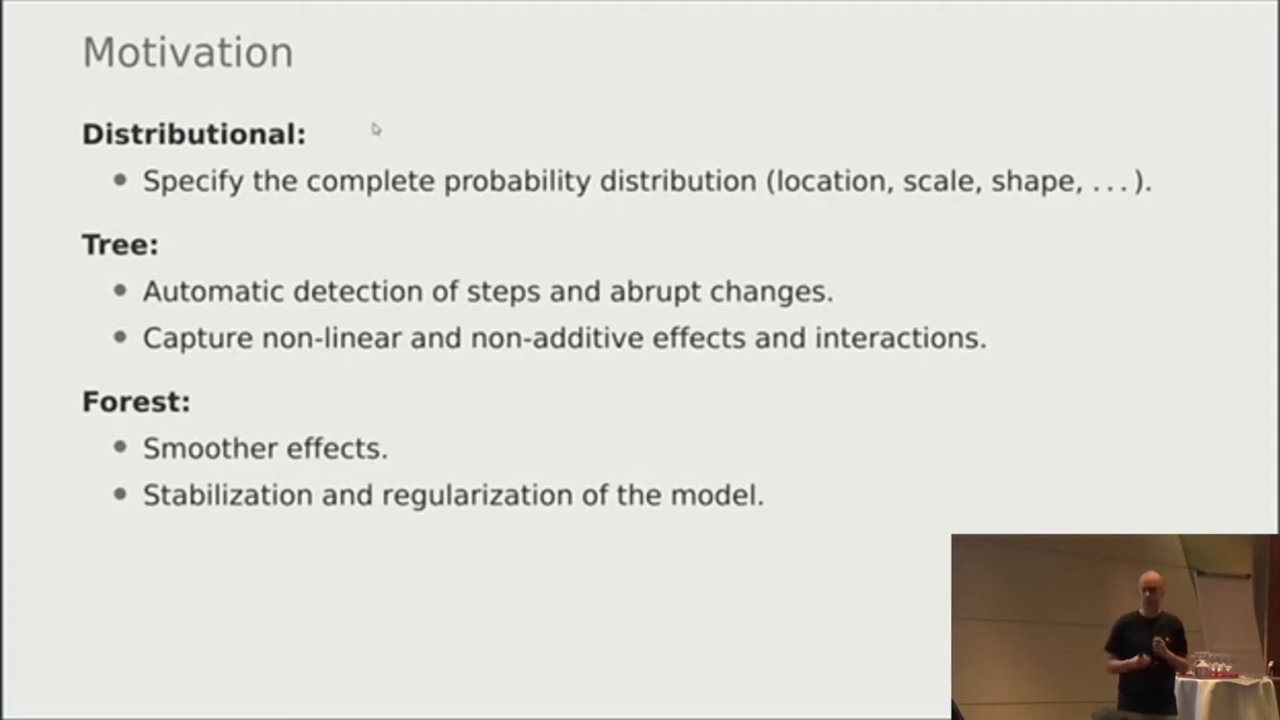 Motivation
Distributional:
• Specify the complete probability distribution (location, scale, shape, ...).
Tree:
• Automatic detection of steps and abrupt changes.
• Capture non-linear and non-additive effects and interactions.
Forest:
• Smoother effects.
• Stabilization and regularization of the model.